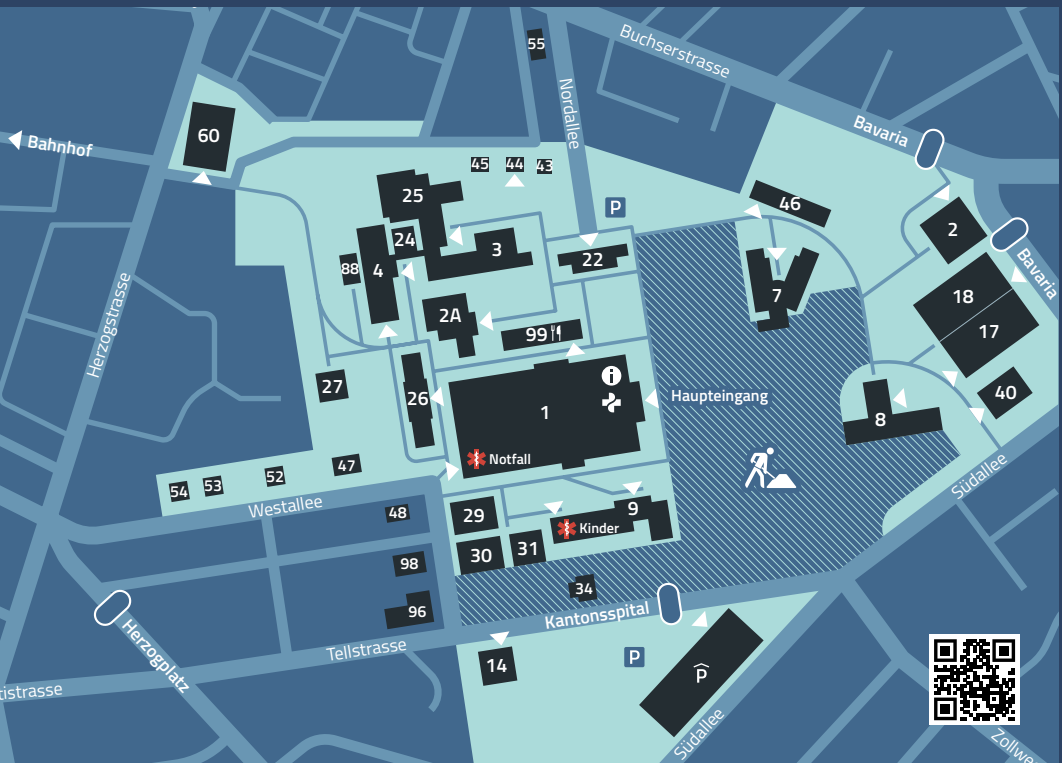 55
Buchserstrasse
Nordallee
Bavaria
60
Bahnhof
45
44
43
25
P
46
2
Bavaria
24
3
22
88
4
18
7
17
2A
99
Herzogstrasse
27
26
1
Haupteingang
40
8
Notfall
47
52
53
54
Westallee
48
29
9
Kinder
31
30
98
Südallee
34
96
Kantonsspital
Herzogplatz
Tellstrasse
14
P
P
tistrasse
Südallee
Zollwe